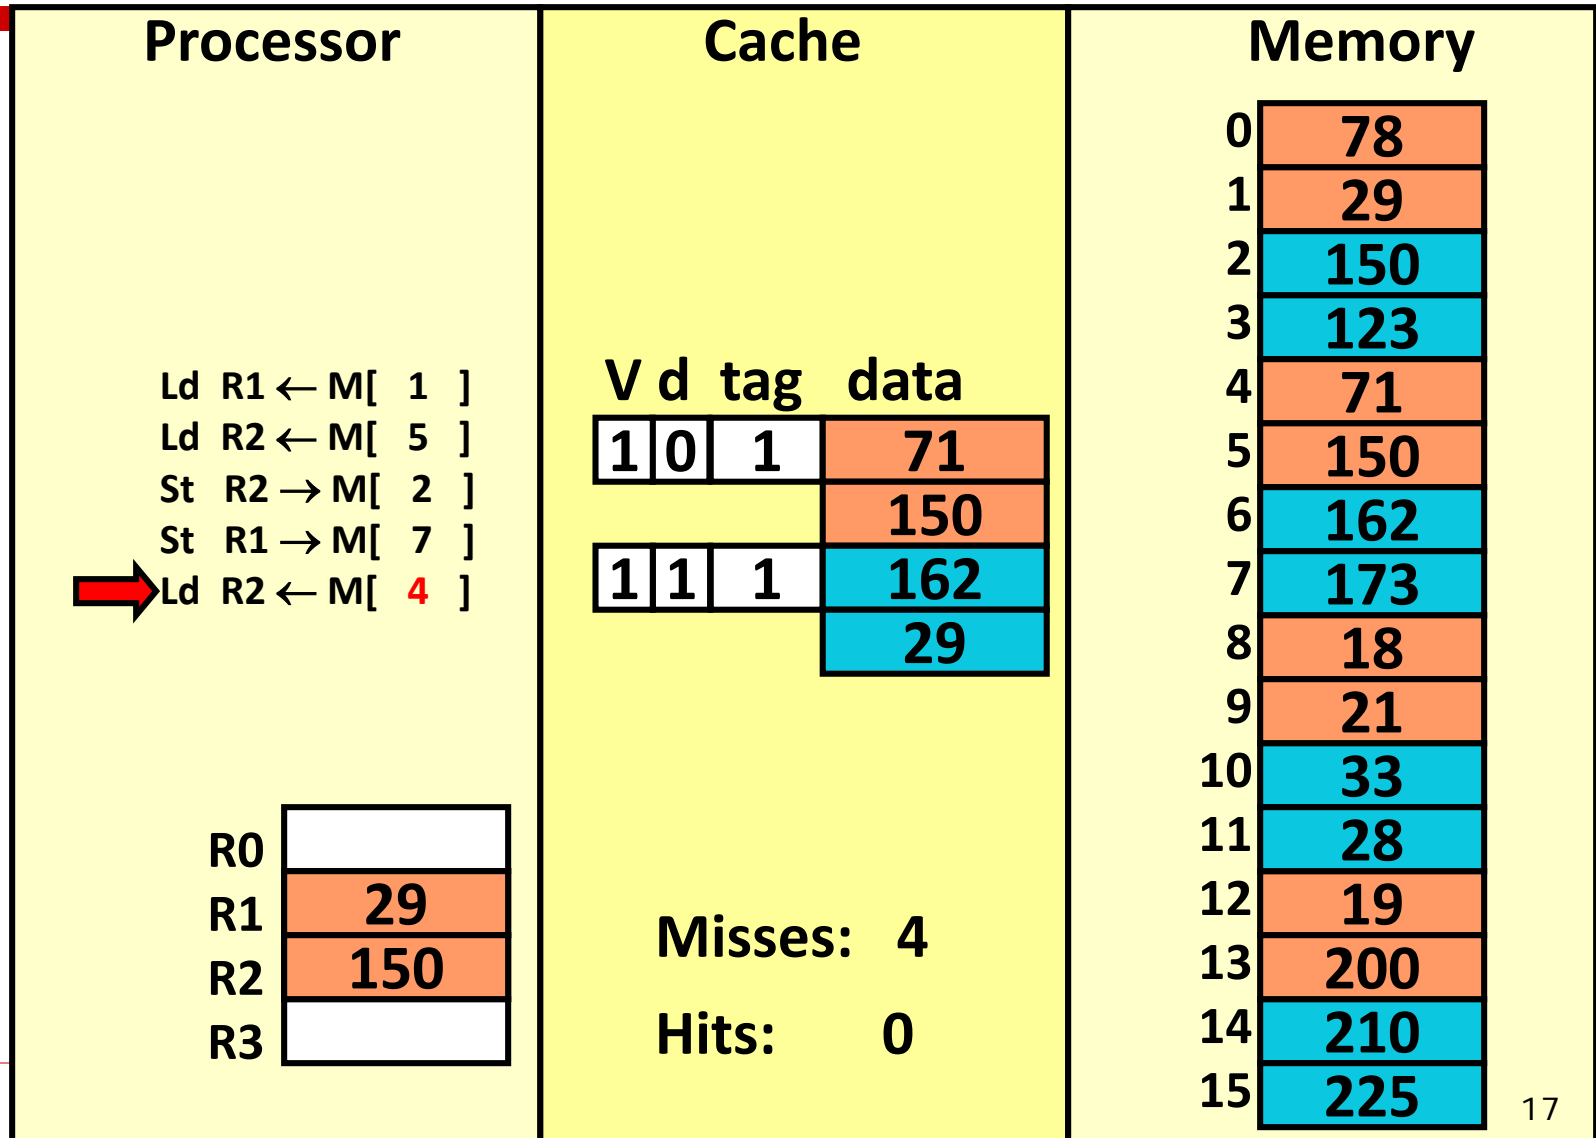 Processor
Ld R1 ← M[ 1 ]
Ld R2 ← M[ 5 ]
St R2 → M[ 2 ]
St R1 → M[ 7 ]
Ld R2 ← M[ 4 ]
R0
R1 29
R2 150
R3
Cache
V d tag data
1 0 1 71
150
1 1 1 162
29
Misses: 4
Hits: 0
Memory
0 78
1 29
2 150
3 123
4 71
5 150
6 162
7 173
8 18
9 21
10 33
11 28
12 19
13 200
14 210
15 225
17